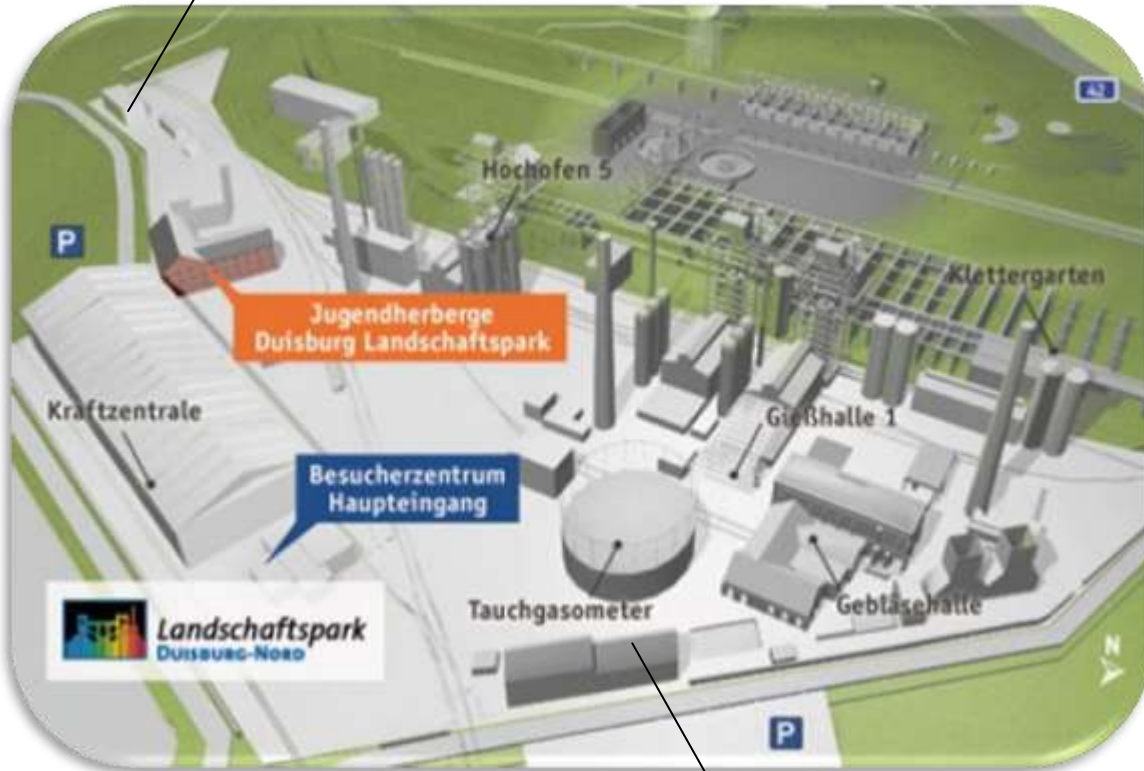 42
Hochofen 5
P
Klettergarten
Jugendherberge
Duisburg Landschaftspark
Kraftzentrale
Gießhalle 1
Besucherzentrum
Haupteingang
Tauchgasometer
Gebläsehalle
Landschaftspark
DUISBURG-NORD
N
P